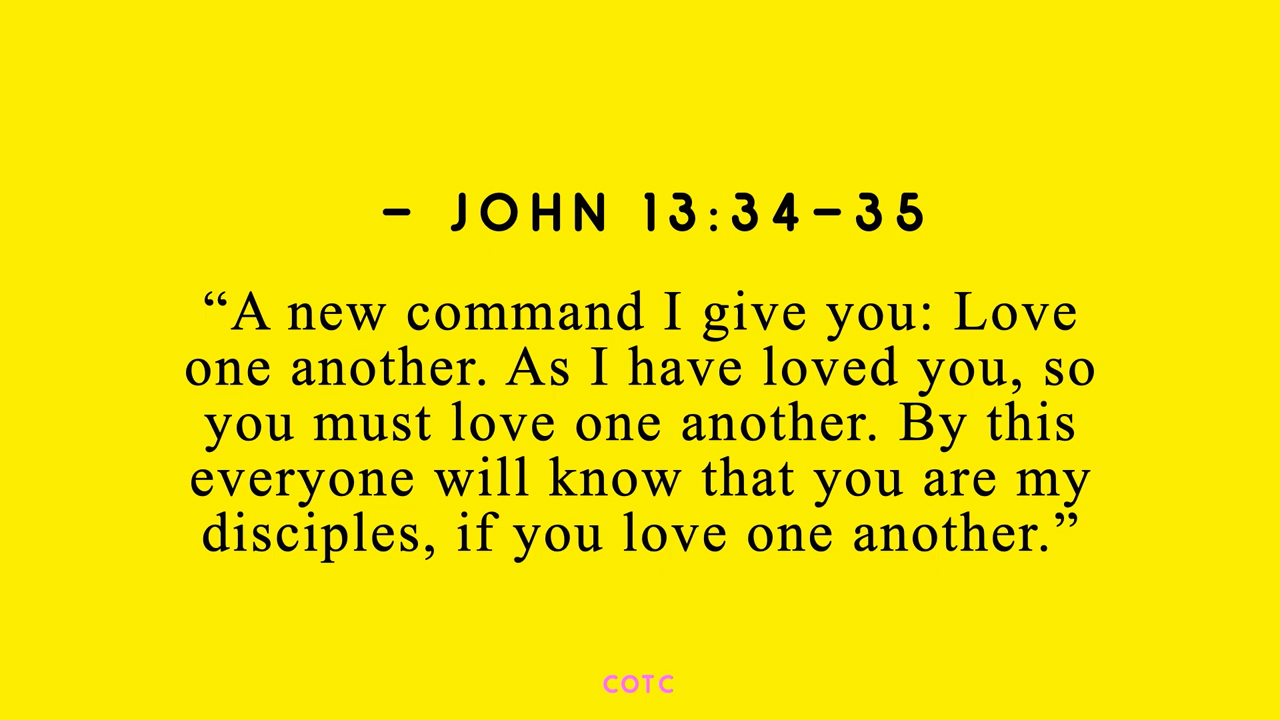 – JOHN 13:34–35
“A new command I give you: Love
one another. As I have loved you, so
you must love one another. By this
everyone will know that you are my
disciples, if you love one another.”
COTC